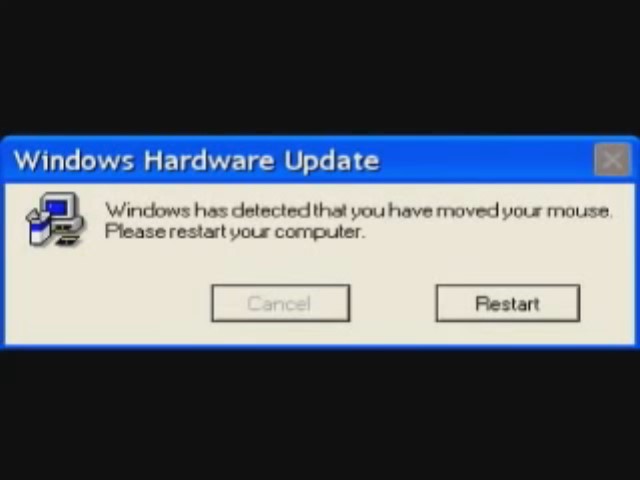 Windows Hardware Update
Windows has detected that you have moved your mouse.
Please restart your computer.
Cancel
Restart